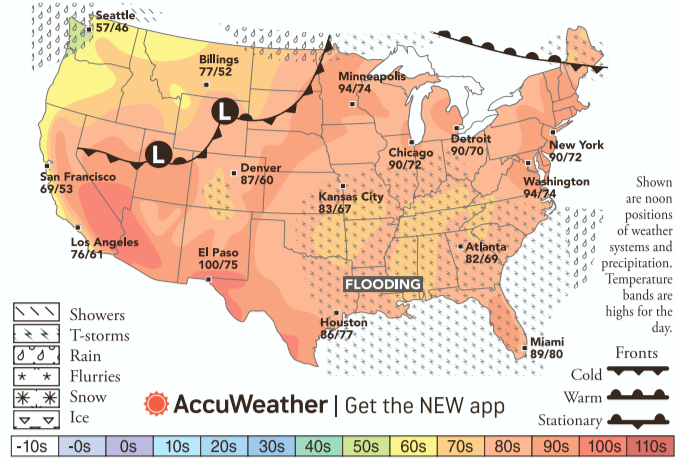 Seattle
57/46
Billings
77/52
Minneapolis
94/74
L
L
Detroit
90/70
Chicago
90/72
New York
90/72
San Francisco
69/53
Denver
87/60
Kansas City
83/67
Washington
94/74
Los Angeles
76/61
El Paso
100/75
Atlanta
82/69
FLOODING
Houston
86/77
Miami
89/80
Shown
are noon
positions
of weather
systems and
precipitation.
Temperature
bands are
highs for the
day.
Showers
T-storms
Rain
Flurries
Snow
Ice
Fronts
Cold
Warm
Stationary
AccuWeather | Get the NEW app
-10s -0s 0s 10s 20s 30s 40s 50s 60s 70s 80s 90s 100s 110s